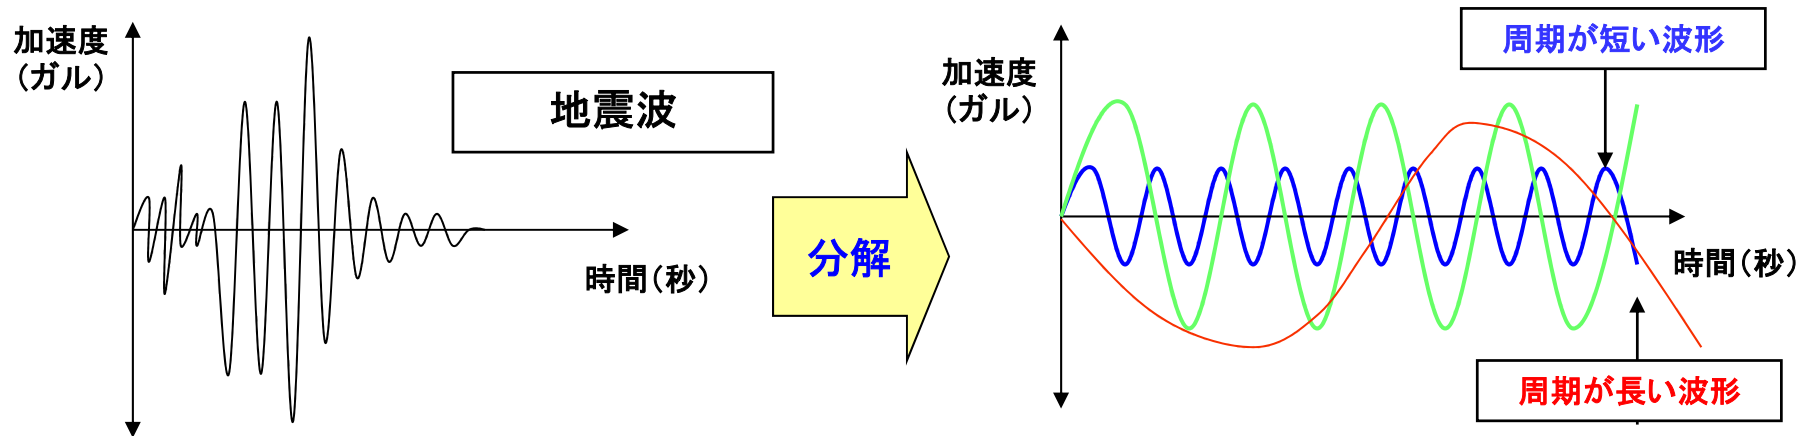 加速度
(ガル)
地震波
時間(秒)
分解
加速度
(ガル)
周期が短い波形
時間(秒)
周期が長い波形